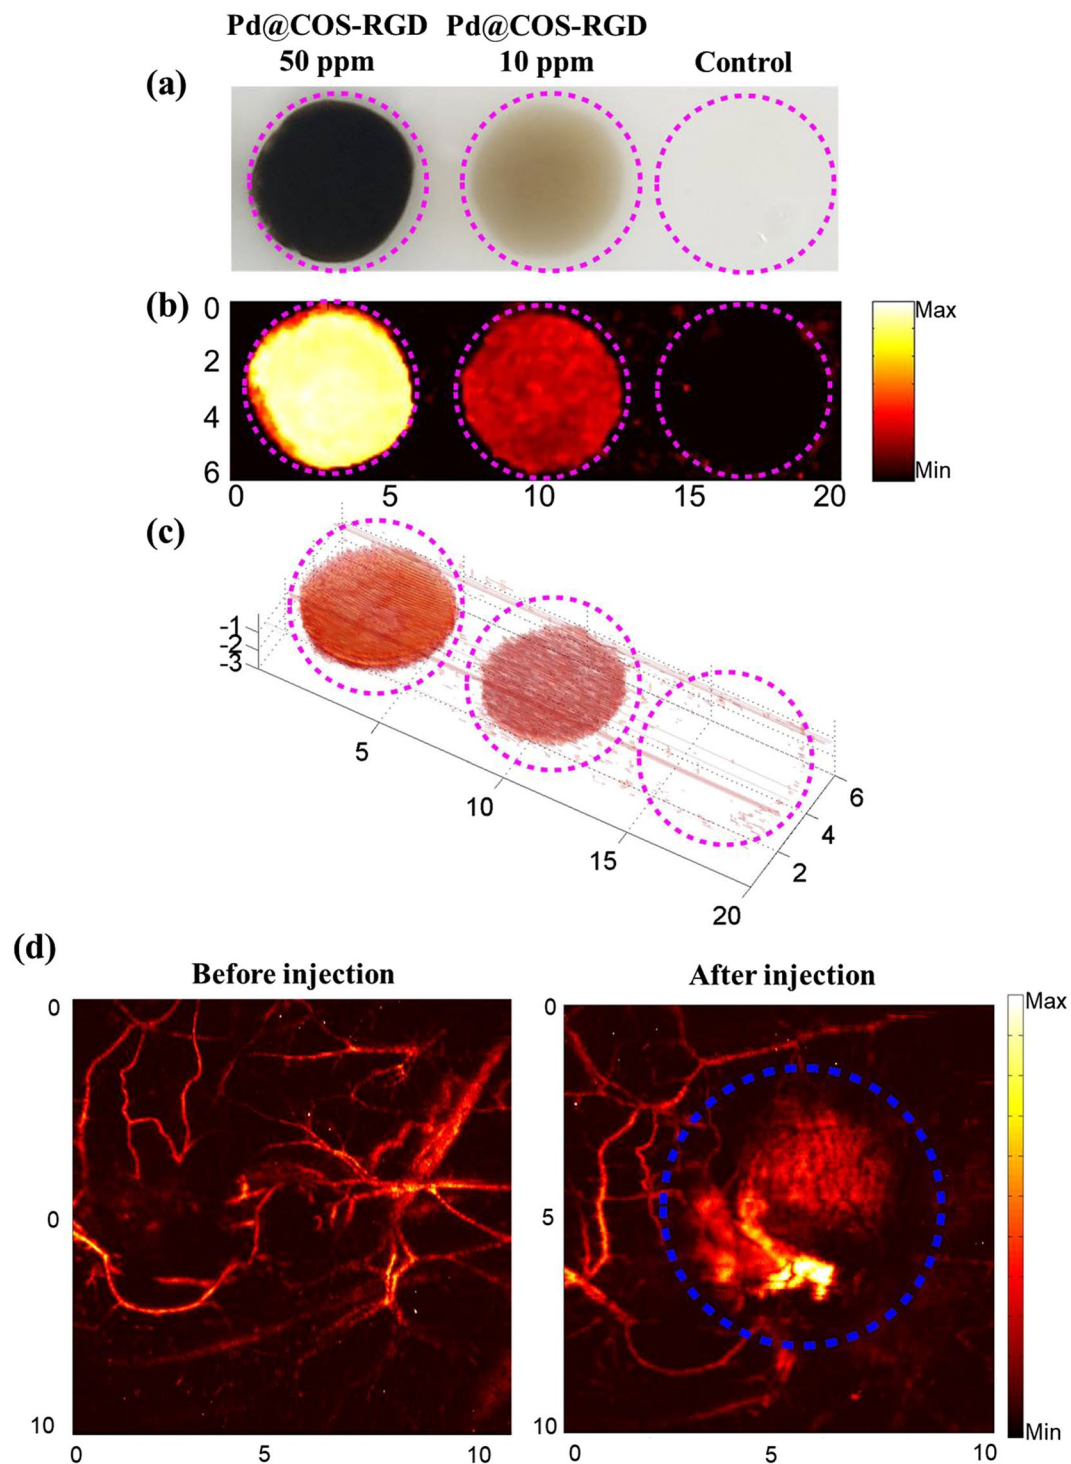 Pd@COS-RGD Pd@COS-RGD
50 ppm 10 ppm Control
(a)
(b)
0
2
4
6
0 5 10 15 20
Max
Min
(c)
-1
-2
-3
5
10
15
20
2
4
6
(d)
Before injection After injection
0
0
10
0 5 10
0
5
10
0 5 10
Max
Min